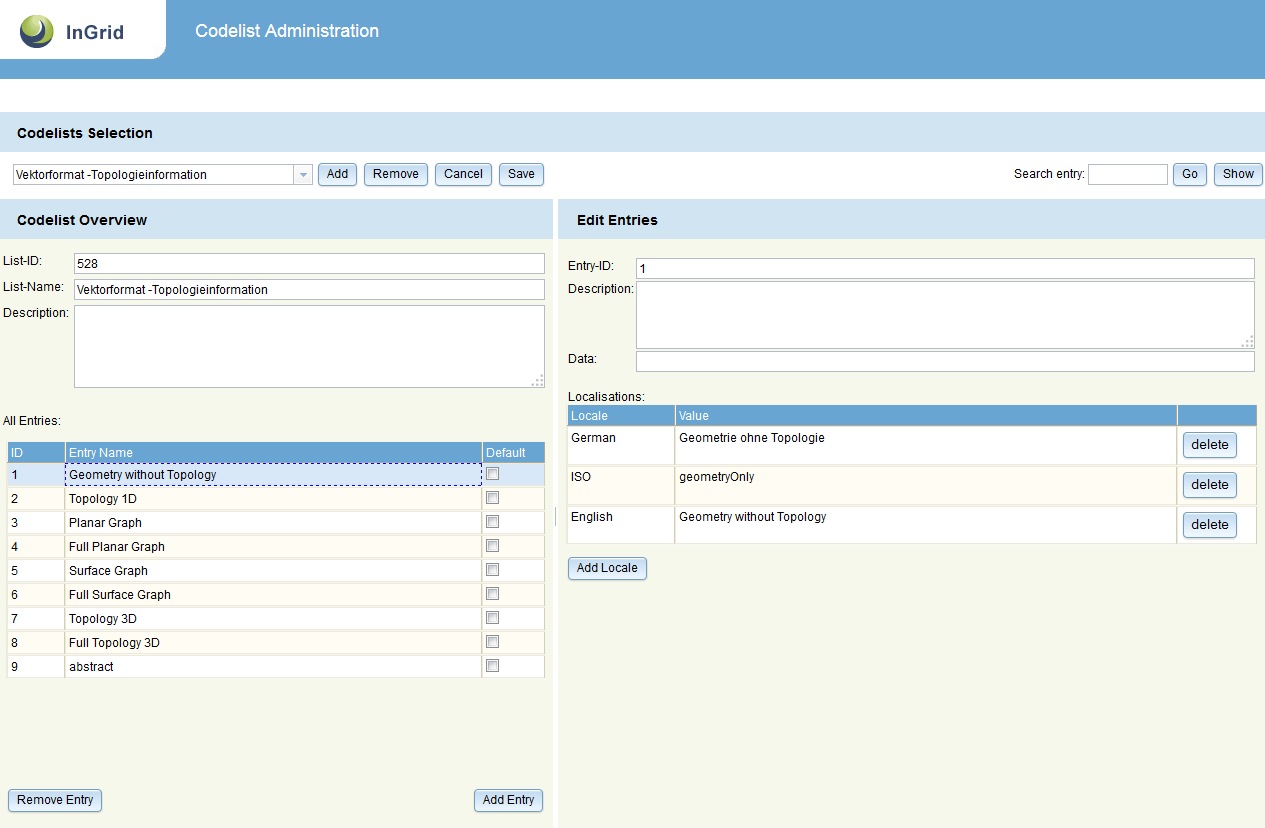 InGrid
Codelist Administration
Codelists Selection
Vektorformat -Topologieinformation Add Remove Cancel Save Search entry: Go Show
Codelist Overview
List-ID: 528
List-Name: Vektorformat -Topologieinformation
Description:
All Entries:
ID Entry Name Default
1 Geometry without Topology
2 Topology 1D
3 Planar Graph
4 Full Planar Graph
5 Surface Graph
6 Full Surface Graph
7 Topology 3D
8 Full Topology 3D
9 abstract
Remove Entry Add Entry
Edit Entries
Entry-ID: 1
Description:
Data:
Localisations:
Locale Value
German Geometrie ohne Topologie delete
ISO geometryOnly delete
English Geometry without Topology delete
Add Locale